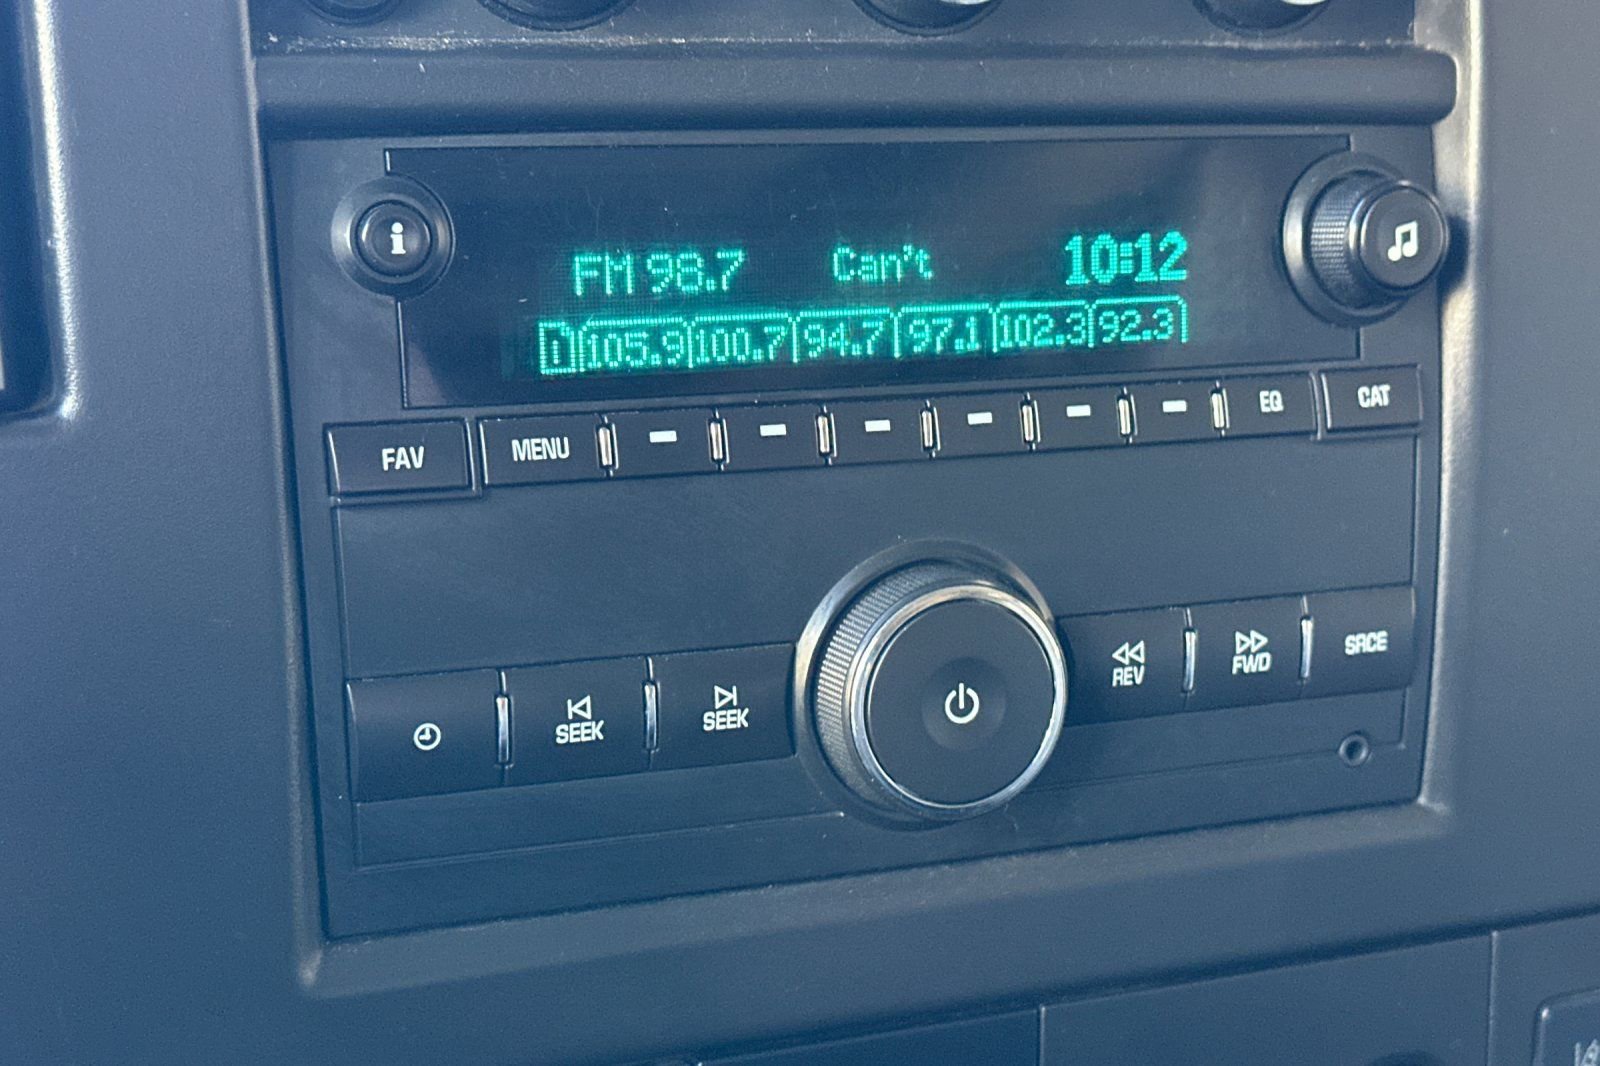 i
FM 98.7 Can't 10:12
1 105.9 100.7 94.7 97.1 102.3 92.3
FAV MENU EQ CAT
SEEK SEEK REV FWD SRCE